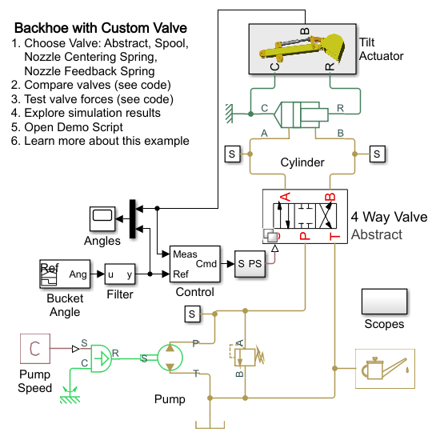 Backhoe with Custom Valve
1. Choose Valve: Abstract, Spool,
Nozzle Centering Spring,
Nozzle Feedback Spring
2. Compare valves (see code)
3. Test valve forces (see code)
4. Explore simulation results
5. Open Demo Script
6. Learn more about this example
B
Tilt
Actuator
C
R
C
R
A
B
S
S
Cylinder
A
B
4 Way Valve
Abstract
P
T
Angles
Meas
Cmd
Ref
S PS
Control
Ref
Ang
Bucket
Angle
u
y
Filter
S
Scopes
C
Pump
Speed
S
C
R
S
P
T
Pump
A
B